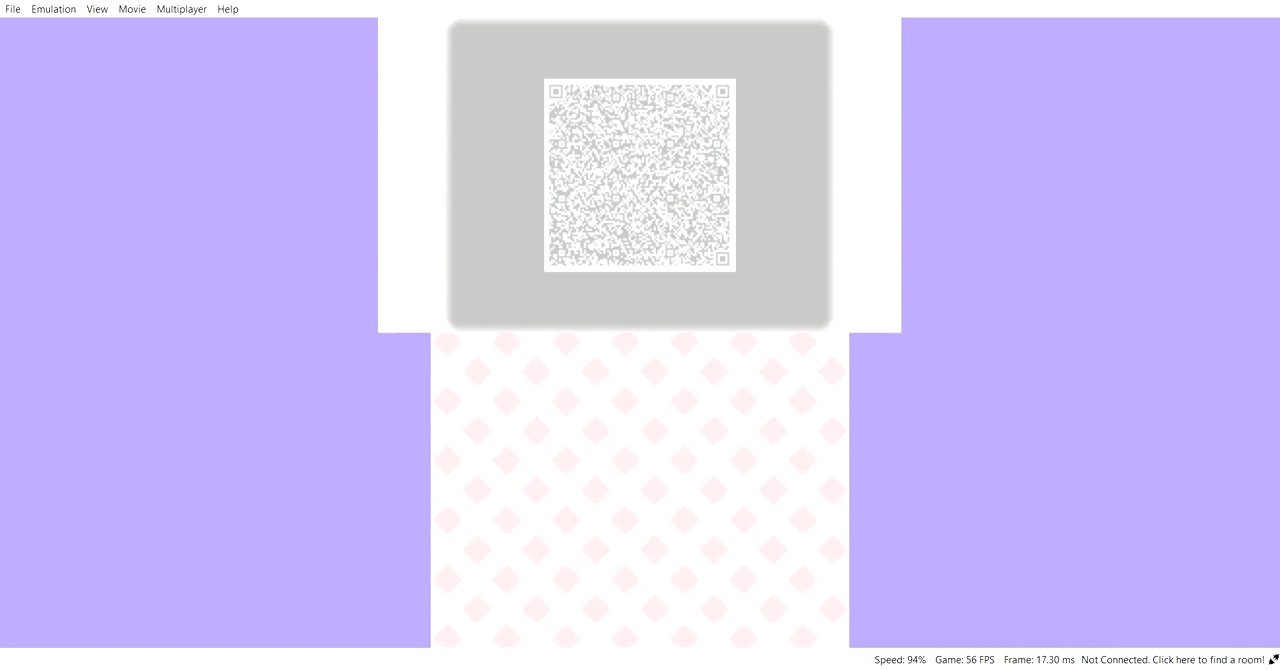 File Emulation View Movie Multiplayer Help
Speed: 94% Game: 56 FPS Frame: 17.30 ms Not Connected. Click here to find a room!